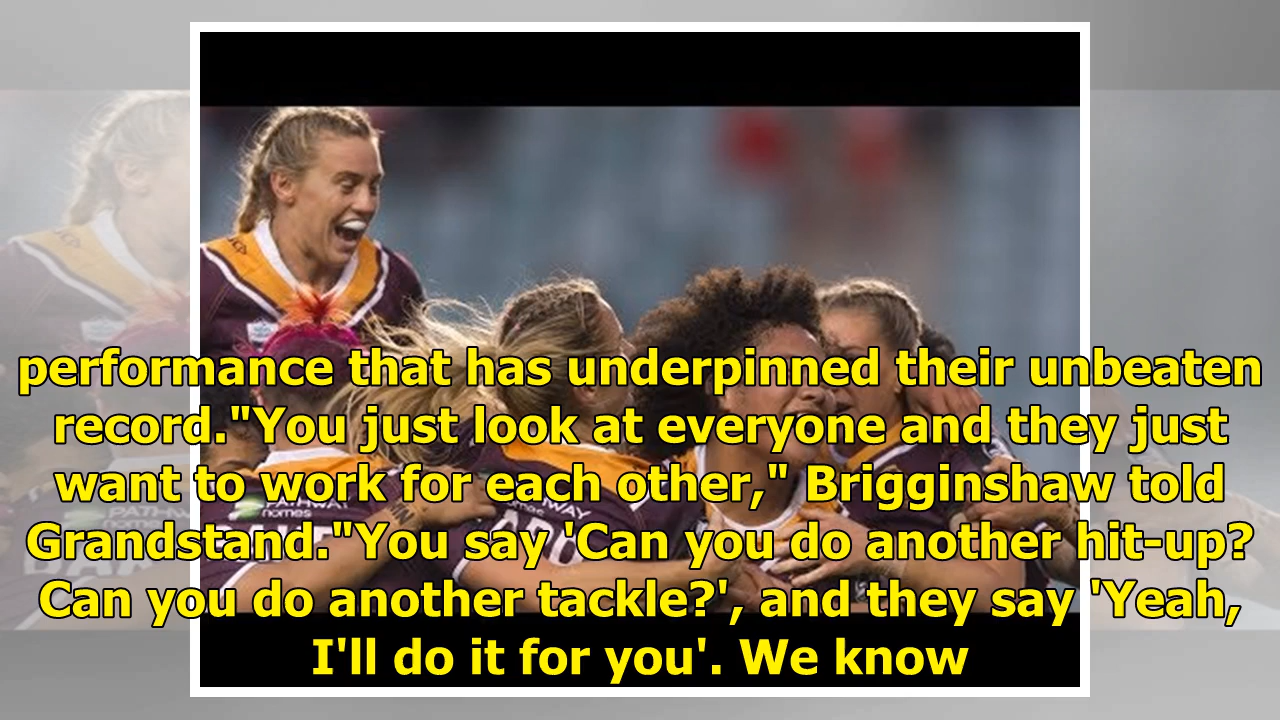 performance that has underpinned their unbeaten
record."You just look at everyone and they just
want to work for each other," Brigginshaw told
Grandstand."You say 'Can you do another hit-up?
Can you do another tackle?', and they say 'Yeah,
I'll do it for you'. We know